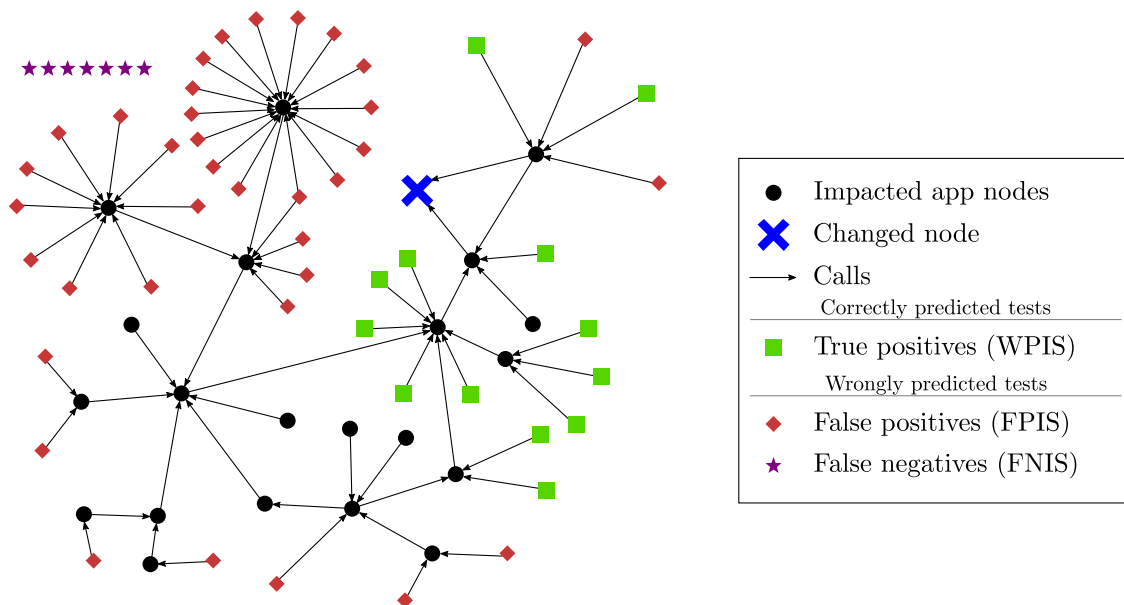 Impacted app nodes
Changed node
Calls
Correctly predicted tests
True positives (WPIS)
Wrongly predicted tests
False positives (FPIS)
False negatives (FNIS)